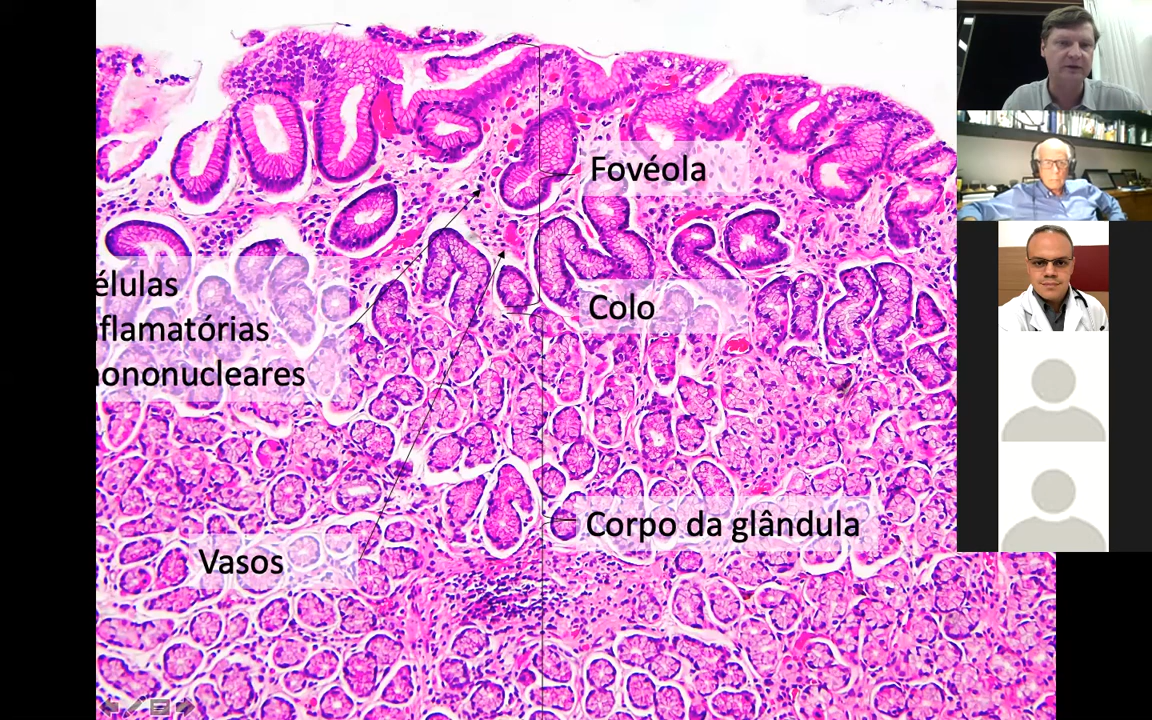 Fovéola
élulas
Colo
nflamatórias
ononucleares
Corpo da glândula
Vasos